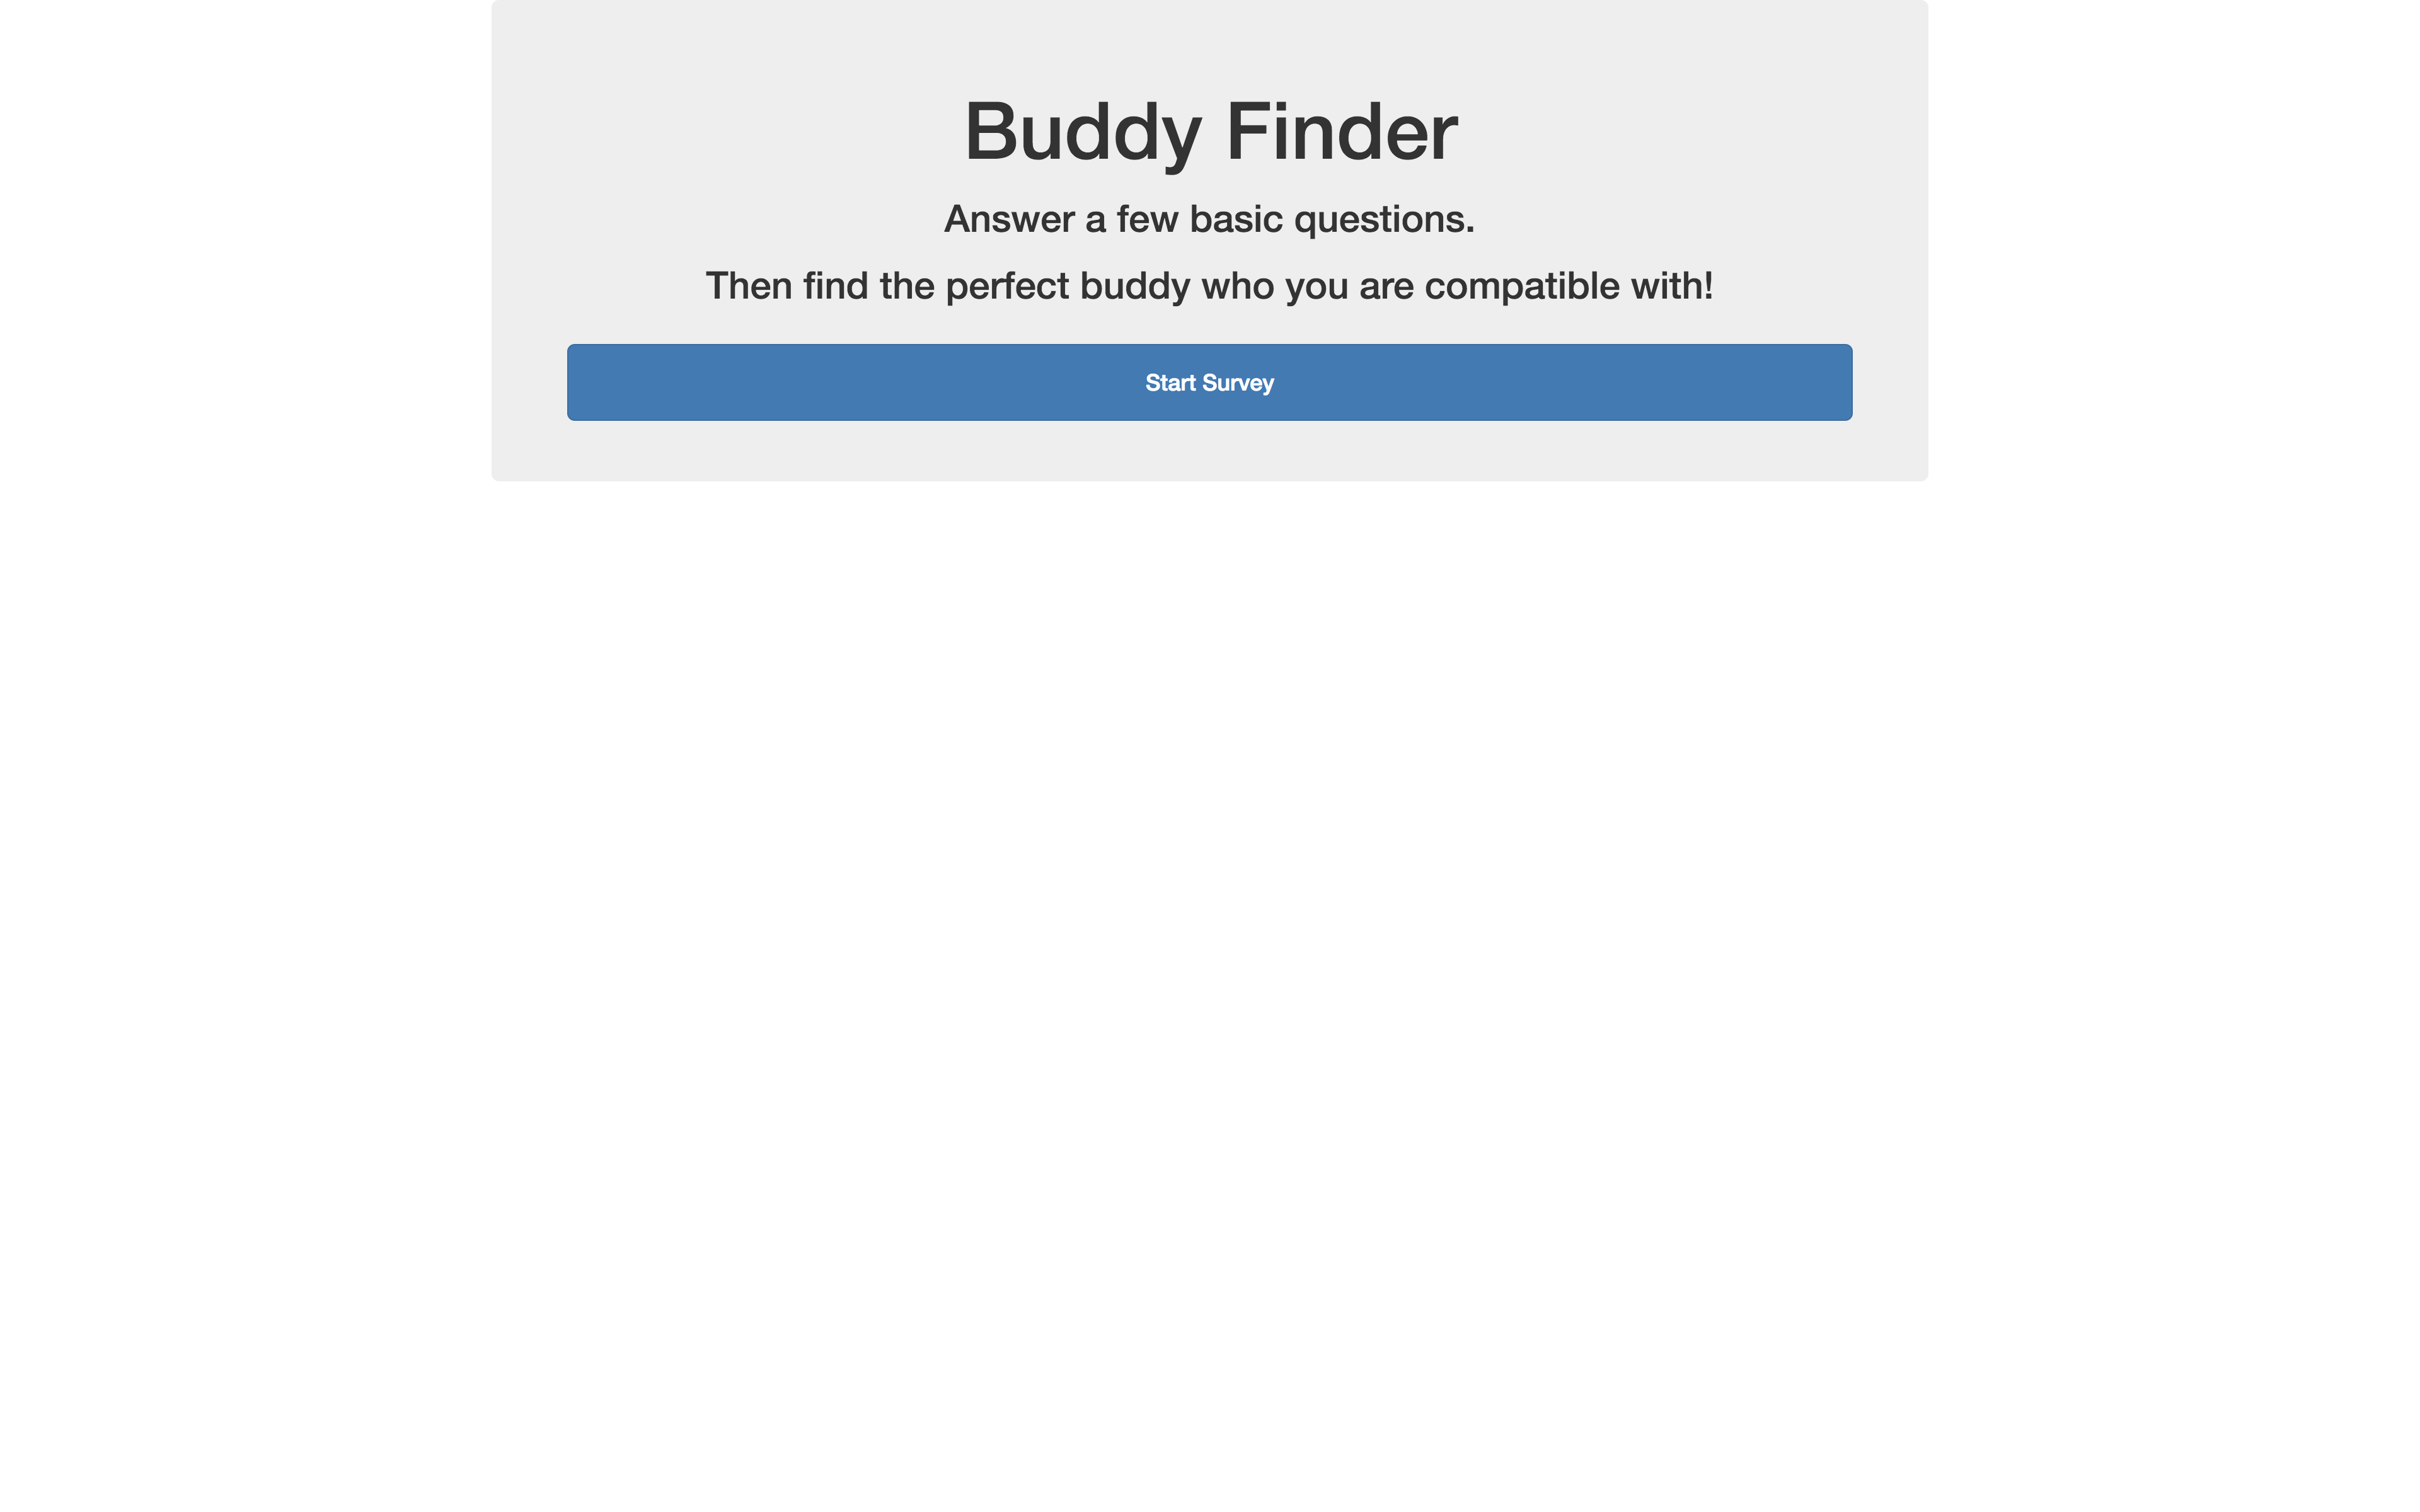 Buddy Finder
Answer a few basic questions.
Then find the perfect buddy who you are compatible with!
Start Survey